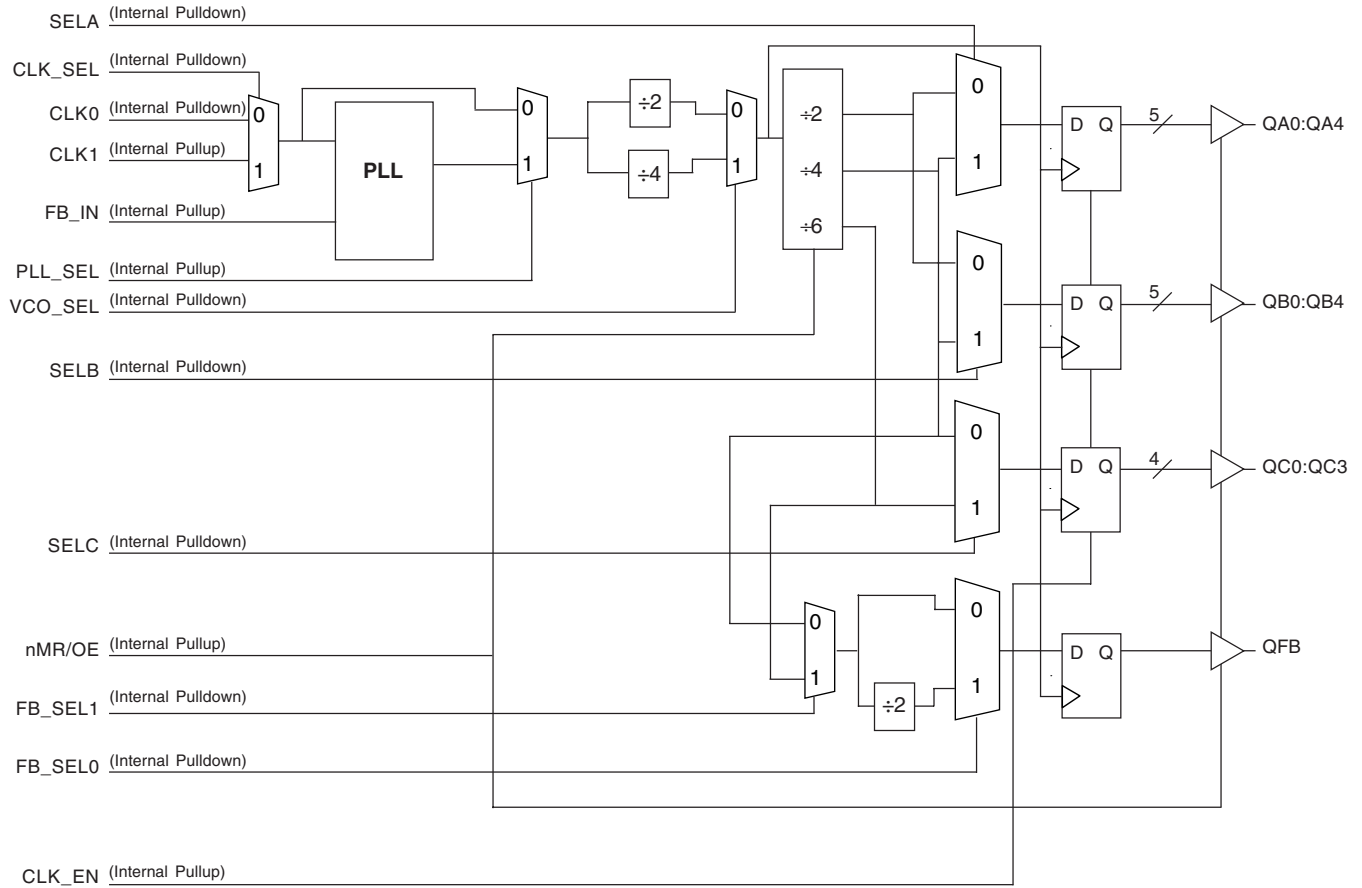 SELA (Internal Pulldown)
CLK_SEL (Internal Pulldown)
CLK0 (Internal Pulldown)
CLK1 (Internal Pullup)
FB_IN (Internal Pullup)
PLL_SEL (Internal Pullup)
VCO_SEL (Internal Pulldown)
SELB (Internal Pulldown)
SELC (Internal Pulldown)
nMR/OE (Internal Pullup)
FB_SEL1 (Internal Pulldown)
FB_SEL0 (Internal Pulldown)
CLK_EN (Internal Pullup)
0
1
PLL
0
1
÷2
÷4
0
1
÷2
÷4
÷6
0
1
D Q
5
QA0:QA4
0
1
D Q
5
QB0:QB4
0
1
D Q
4
QC0:QC3
0
1
÷2
0
1
D Q
QFB